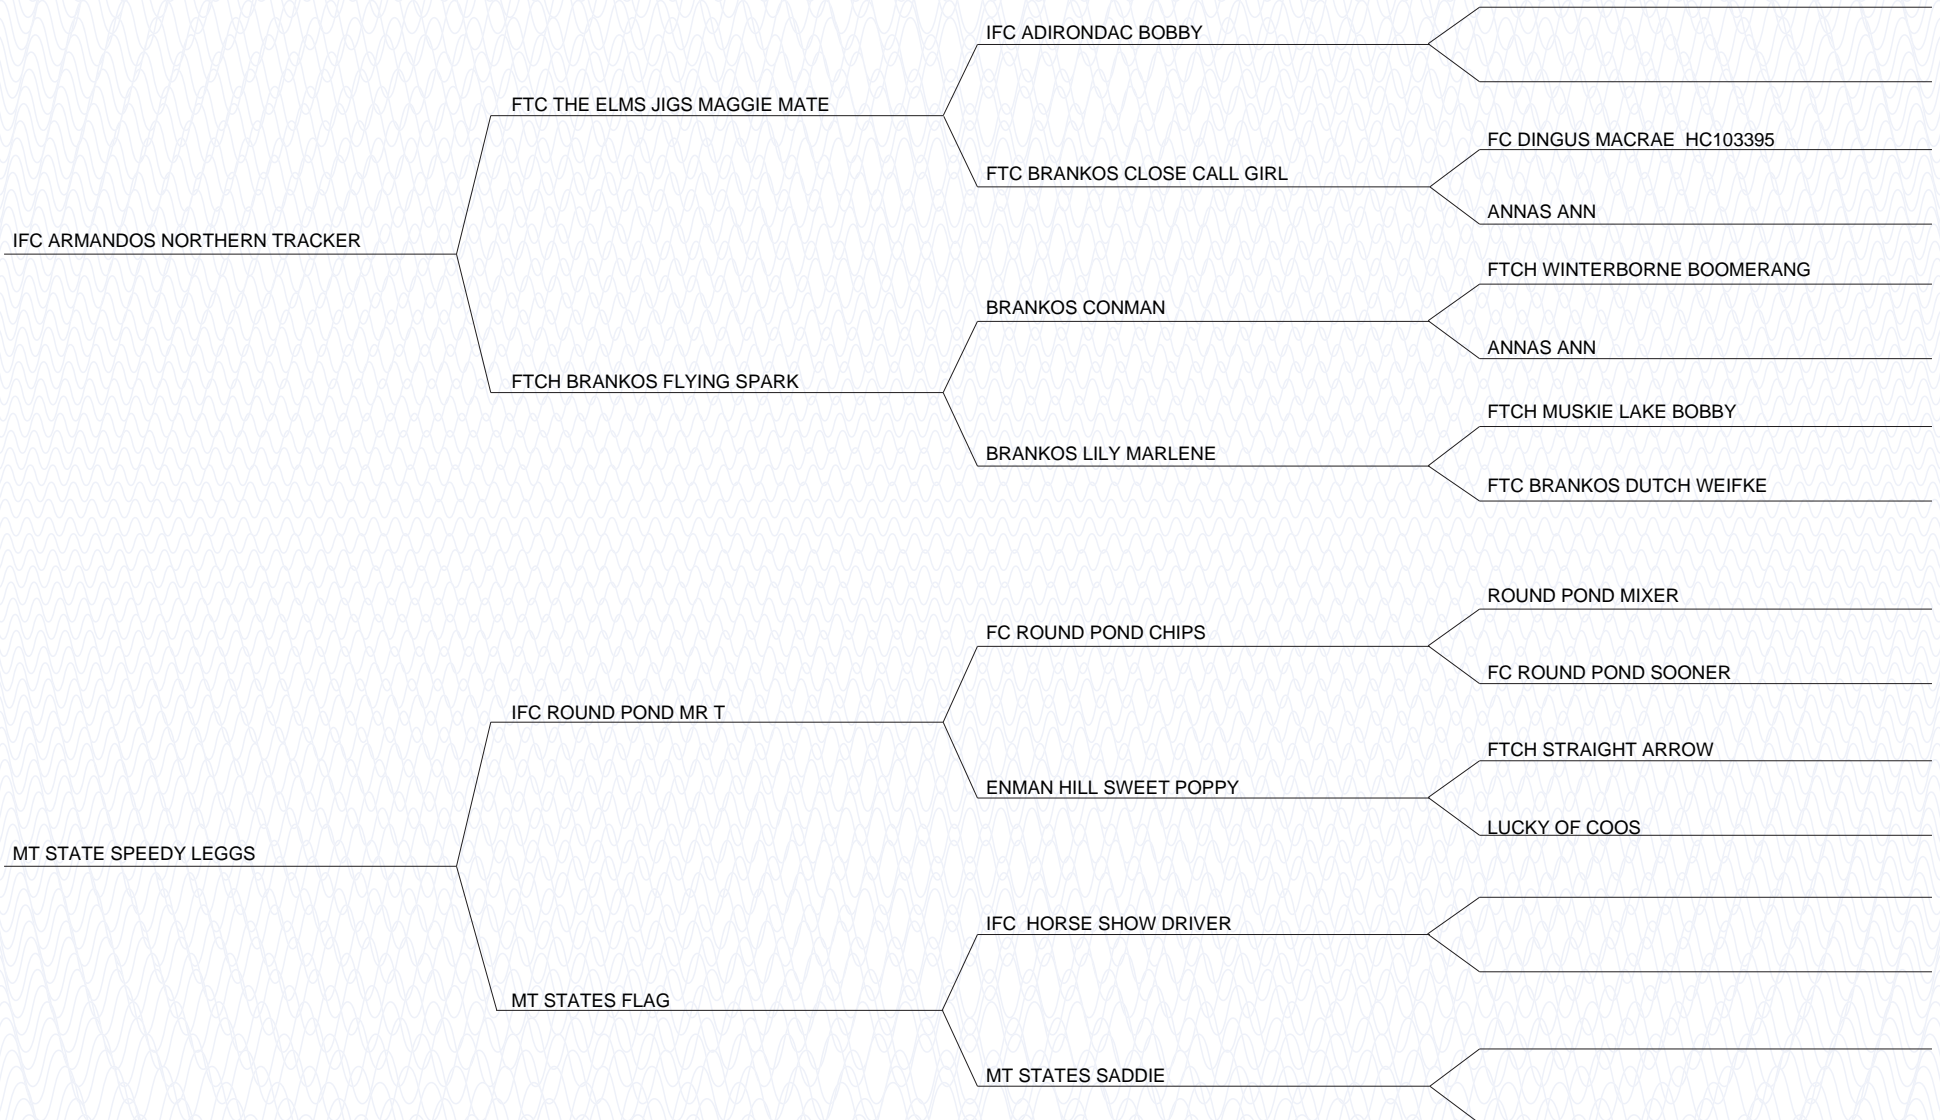 IFC ADIRONDAC BOBBY
FTC THE ELMS JIGS MAGGIE MATE
FC DINGUS MACRAE  HC103395
FTC BRANKOS CLOSE CALL GIRL
ANNAS ANN
IFC ARMANDOS NORTHERN TRACKER
FTCH WINTERBORNE BOOMERANG
BRANKOS CONMAN
ANNAS ANN
FTCH BRANKOS FLYING SPARK
FTCH MUSKIE LAKE BOBBY
BRANKOS LILY MARLENE
FTC BRANKOS DUTCH WEIFKE
ROUND POND MIXER
FC ROUND POND CHIPS
FC ROUND POND SOONER
IFC ROUND POND MR T
FTCH STRAIGHT ARROW
ENMAN HILL SWEET POPPY
LUCKY OF COOS
MT STATE SPEEDY LEGGS
IFC  HORSE SHOW DRIVER
MT STATES FLAG
MT STATES SADDIE